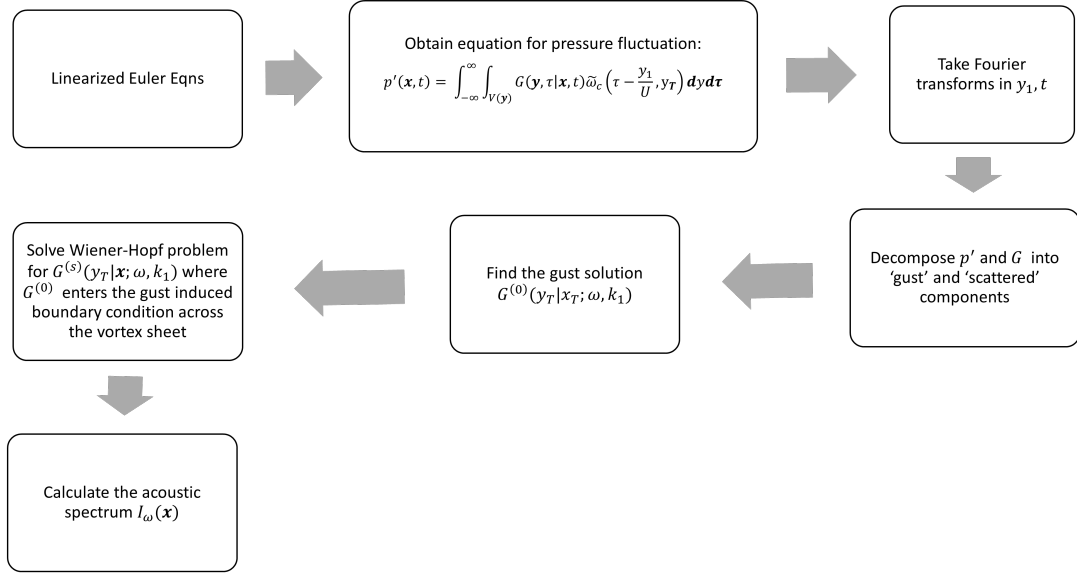 Linearized Euler Eqns
Obtain equation for pressure fluctuation:
p′(𝒙, t) = ∫_{−∞}^{∞} ∫_{V(𝒚)} G(𝒚, τ|𝒙, t) ω̃_c (τ − y₁/U, y_𝑻) 𝒅y𝒅𝝉
Take Fourier
transforms in y₁, t
Decompose p′ and G into
‘gust’ and ‘scattered’
components
Find the gust solution
G^{(0)}(y_T|x_T; ω, k₁)
Solve Wiener-Hopf problem
for G^{(s)}(y_T|𝒙; ω, k₁) where
G^{(0)} enters the gust induced
boundary condition across
the vortex sheet
Calculate the acoustic
spectrum I_ω(𝒙)